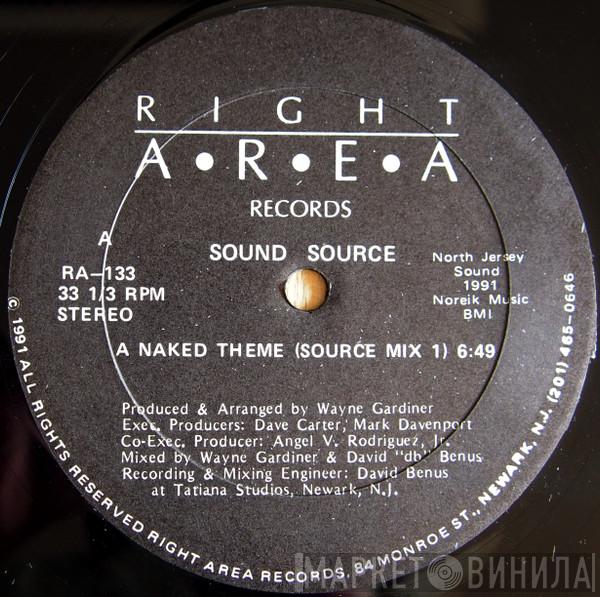 RIGHT
A•R•E•A
RECORDS
A
RA-133
33 1/3 RPM
STEREO
SOUND SOURCE
North Jersey
Sound
1991
Noreik Music
BMI
A NAKED THEME (SOURCE MIX 1) 6:49
Produced & Arranged by Wayne Gardiner
Exec. Producers: Dave Carter, Mark Davenport
Co-Exec. Producer: Angel V. Rodriguez, Jr.
Mixed by Wayne Gardiner & David "db" Benus
Recording & Mixing Engineer: David Benus
at Tatiana Studios, Newark, N.J.
© 1991 ALL RIGHTS RESERVED RIGHT AREA RECORDS, 84 MONROE ST., NEWARK, N.J. (201) 465-0646
МАРКЕТ ВИНИЛА